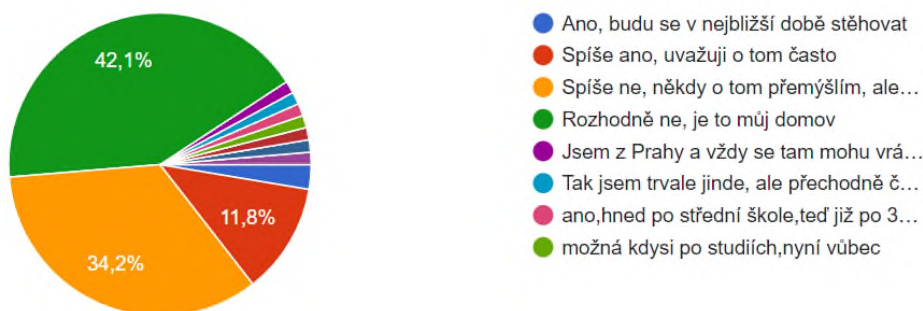 42,1%
34,2%
11,8%
Ano, budu se v nejbližší době stěhovat
Spíše ano, uvažuji o tom často
Spíše ne, někdy o tom přemýšlím, ale…
Rozhodně ne, je to můj domov
Jsem z Prahy a vždy se tam mohu vrá…
Tak jsem trvale jinde, ale přechodně č…
ano,hned po střední škole,teď již po 3…
možná kdysi po studiích,nyní vůbec